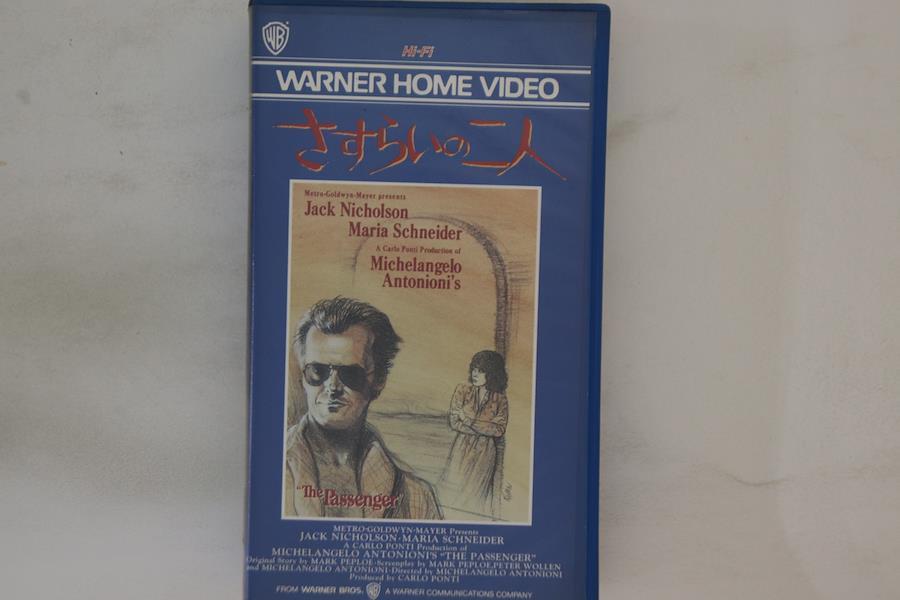 WB
Hi-Fi
WARNER HOME VIDEO
さすらいの二人
Metro-Goldwyn-Mayer presents
Jack Nicholson
Maria Schneider
A Carlo Ponti Production of
Michelangelo
Antonioni's
"The Passenger"
METRO-GOLDWYN-MAYER Presents
JACK NICHOLSON·MARIA SCHNEIDER
A CARLO PONTI Production of
MICHELANGELO ANTONIONI'S "THE PASSENGER"
Original Story by MARK PEPLOE·Screenplay by MARK PEPLOE,PETER WOLLEN
and MICHELANGELO ANTONIONI·Directed by MICHELANGELO ANTONIONI
Produced by CARLO PONTI
FROM WARNER BROS. WB A WARNER COMMUNICATIONS COMPANY